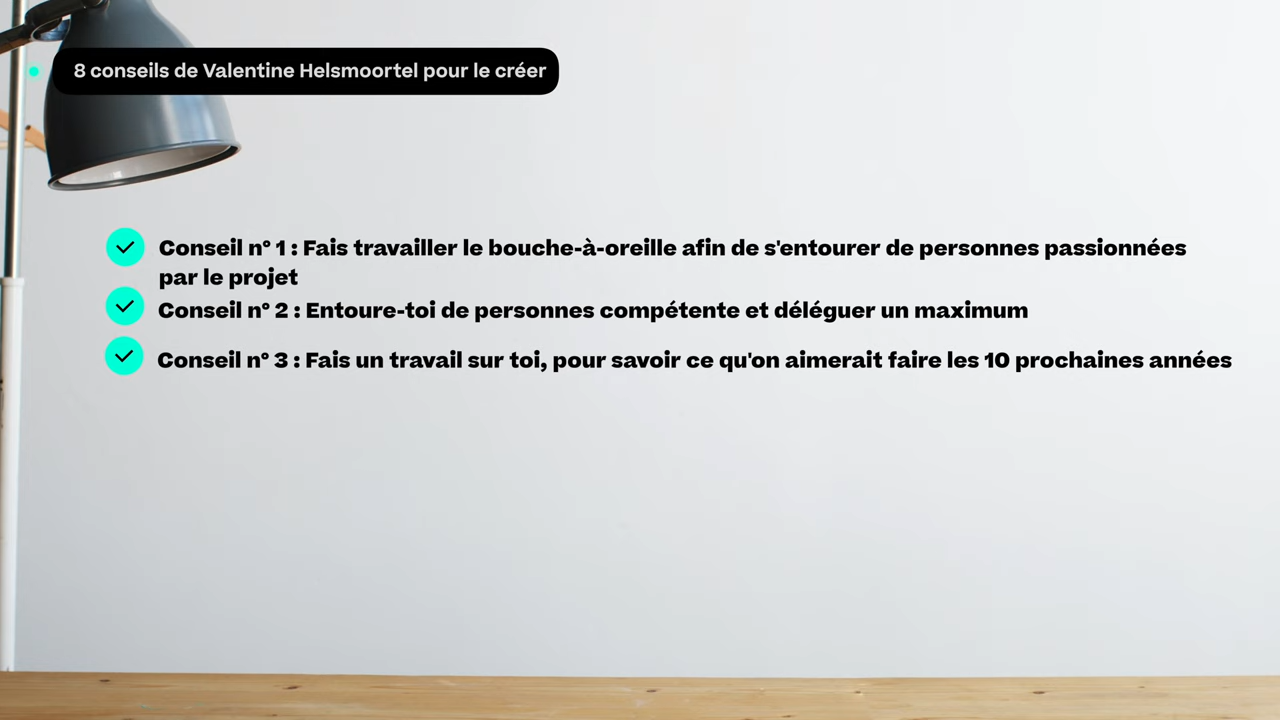 8 conseils de Valentine Helsmoortel pour le créer
Conseil n° 1 : Fais travailler le bouche-à-oreille afin de s'entourer de personnes passionnées
par le projet
Conseil n° 2 : Entoure-toi de personnes compétente et déléguer un maximum
Conseil n° 3 : Fais un travail sur toi, pour savoir ce qu'on aimerait faire les 10 prochaines années